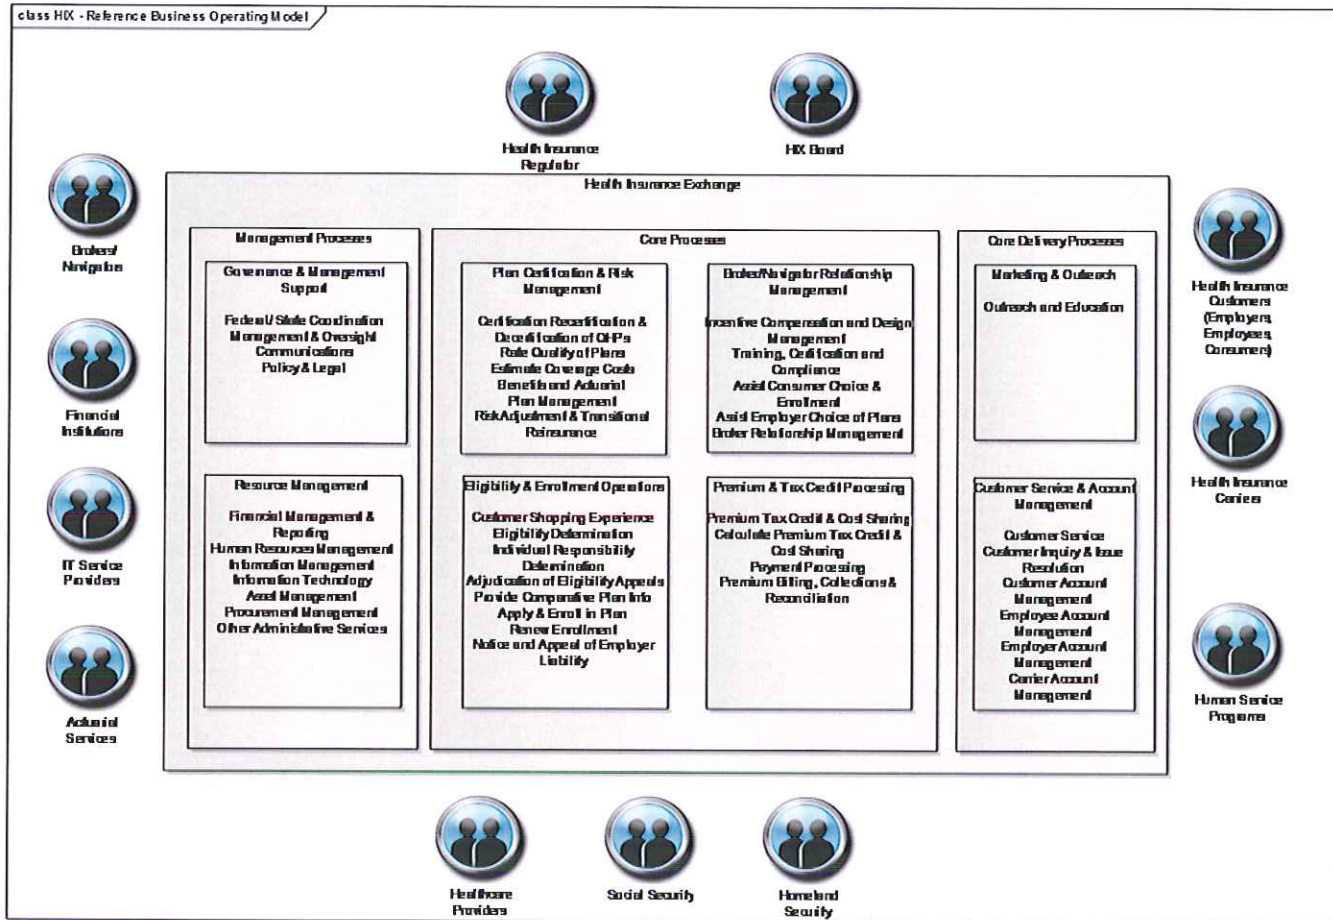 class HIX - Reference Business Operating Model
Health Insurance
Regulator
HIX Board
Brokers/
Navigators
Financial
Institutions
IT Service
Providers
Actuarial
Services
Health Insurance Exchange
Management Processes
Governance & Management
Support
Federal/ State Coordination
Management & Oversight
Communications
Policy & Legal
Resource Management
Financial Management &
Reporting
Human Resources Management
Information Management
Information Technology
Asset Management
Procurement Management
Other Administrative Services
Core Processes
Plan Certification & Risk
Management
Certification Recertification &
Decertification of QHPs
Rate Quality of Plans
Estimate Coverage Costs
Benefits and Actuarial
Plan Management
Risk Adjustment & Transitional
Reinsurance
Broker/Navigator Relationship
Management
Incentive Compensation and Design
Management
Training, Certification and
Compliance
Assist Consumer Choice &
Enrollment
Assist Employer Choice of Plans
Broker Relationship Management
Eligibility & Enrollment Operations
Customer Shopping Experience
Eligibility Determination
Individual Responsibility
Determination
Adjudication of Eligibility Appeals
Provide Comparative Plan Info
Apply & Enroll in Plan
Renew Enrollment
Notice and Appeal of Employer
Liability
Premium & Tax Credit Processing
Premium Tax Credit & Cost Sharing
Calculate Premium Tax Credit &
Cost Sharing
Payment Processing
Premium Billing, Collections &
Reconciliation
Core Delivery Processes
Marketing & Outreach
Outreach and Education
Customer Service & Account
Management
Customer Service
Customer Inquiry & Issue
Resolution
Customer Account
Management
Employee Account
Management
Employer Account
Management
Carrier Account
Management
Health Insurance
Customers
(Employers,
Employees,
Consumers)
Health Insurance
Carriers
Human Service
Programs
Healthcare
Providers
Social Security
Homeland
Security